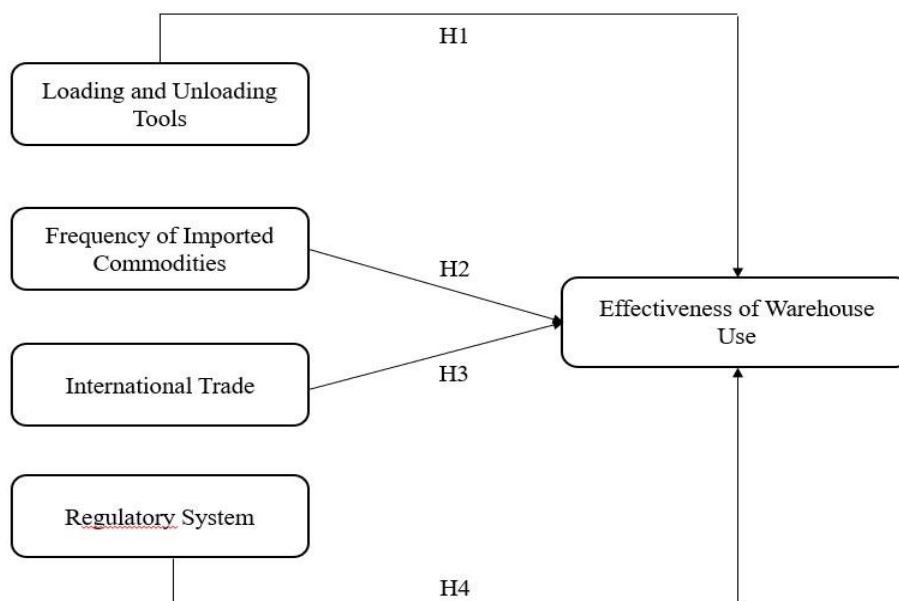 H1
Loading and Unloading
Tools
Frequency of Imported
Commodities
H2
Effectiveness of Warehouse
Use
International Trade
H3
Regulatory System
H4